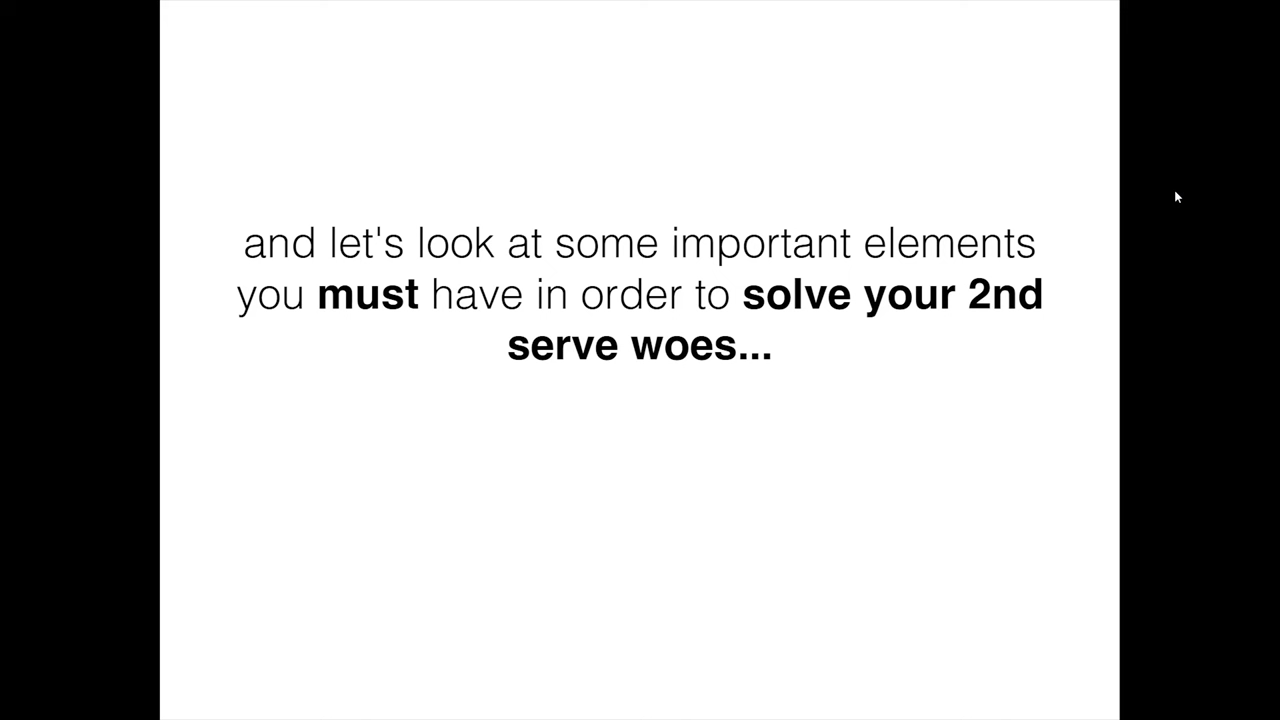 and let's look at some important elements
you must have in order to solve your 2nd
serve woes...